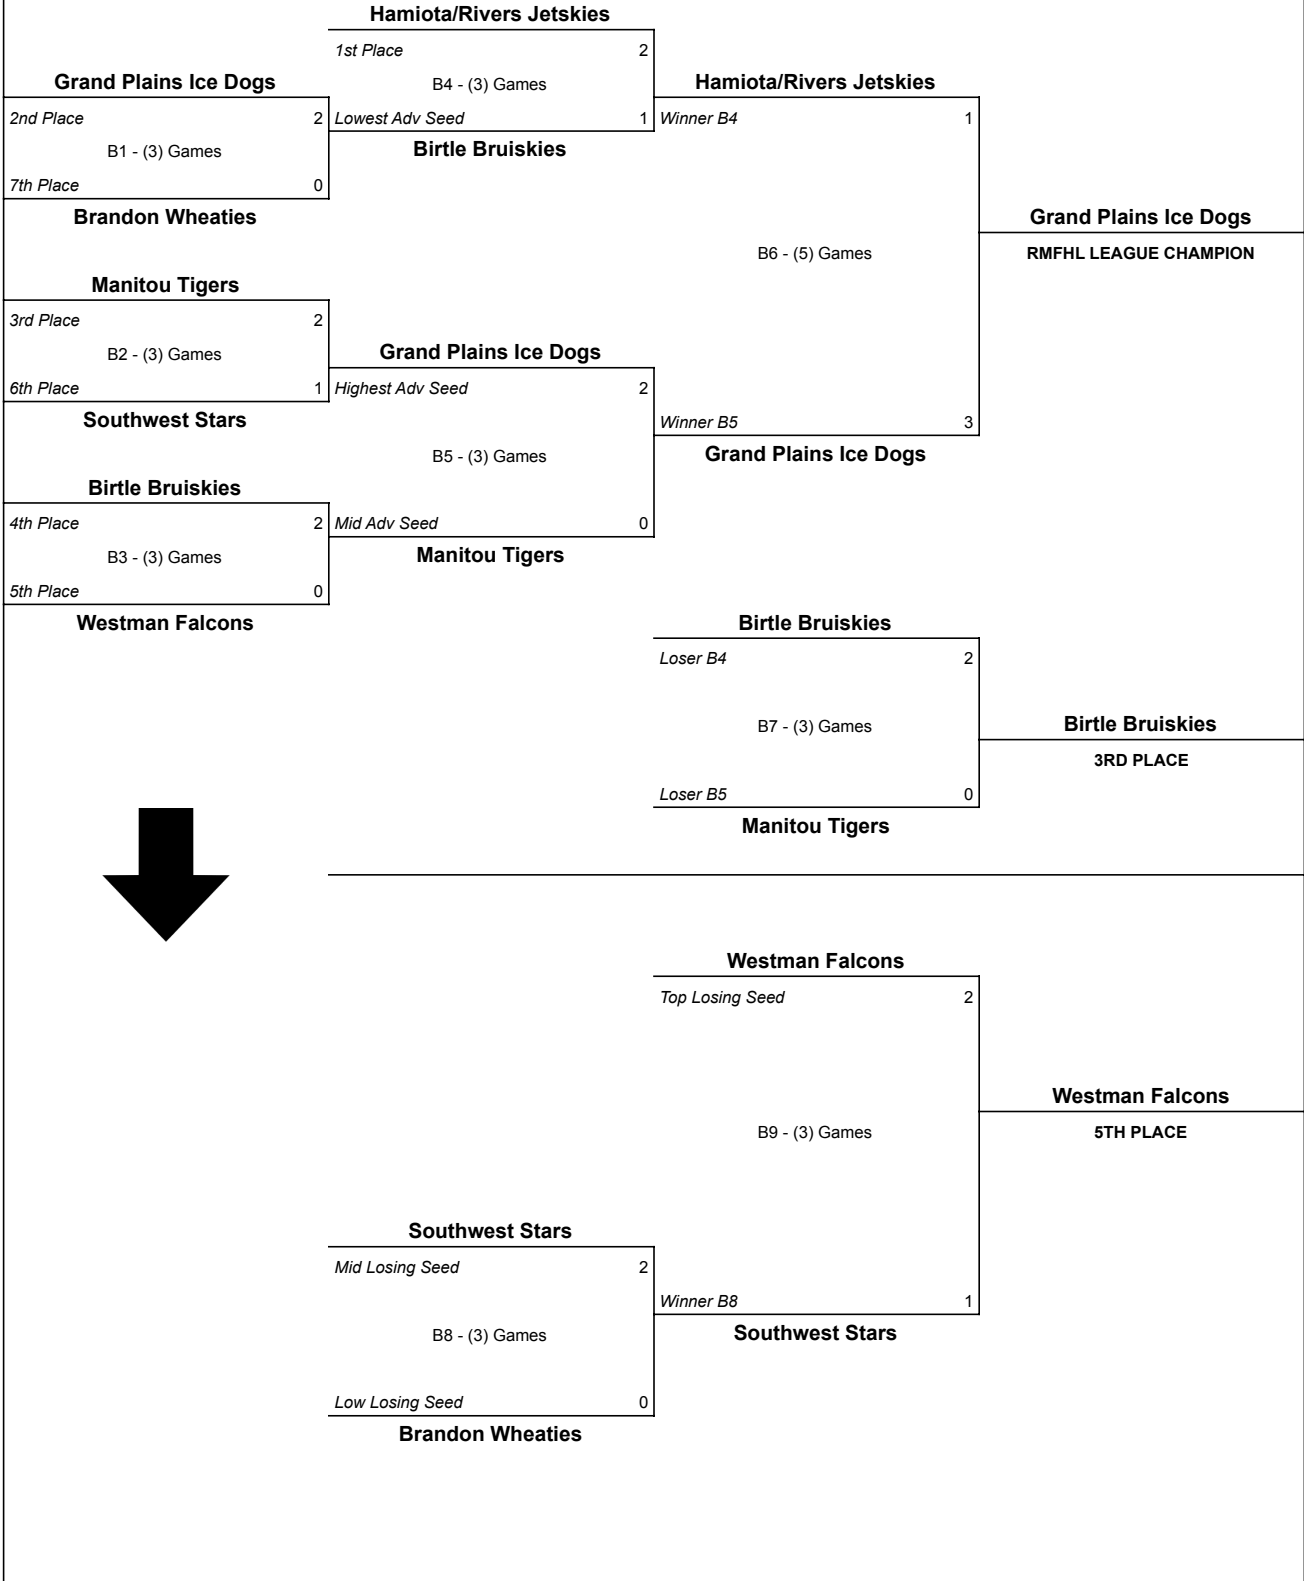 Hamiota/Rivers Jetskies
1st Place 2
B4 - (3) Games
Lowest Adv Seed 1
Birtle Bruiskies
Grand Plains Ice Dogs
2nd Place 2
B1 - (3) Games
7th Place 0
Brandon Wheaties
Manitou Tigers
3rd Place 2
B2 - (3) Games
6th Place 1
Southwest Stars
Birtle Bruiskies
4th Place 2
B3 - (3) Games
5th Place 0
Westman Falcons
Grand Plains Ice Dogs
Highest Adv Seed 2
B5 - (3) Games
Mid Adv Seed 0
Manitou Tigers
Hamiota/Rivers Jetskies
Winner B4 1
B6 - (5) Games
Winner B5 3
Grand Plains Ice Dogs
Grand Plains Ice Dogs
RMFHL LEAGUE CHAMPION
Birtle Bruiskies
Loser B4 2
B7 - (3) Games
Loser B5 0
Manitou Tigers
Birtle Bruiskies
3RD PLACE
Westman Falcons
Top Losing Seed 2
B9 - (3) Games
Winner B8 1
Southwest Stars
Westman Falcons
5TH PLACE
Southwest Stars
Mid Losing Seed 2
B8 - (3) Games
Low Losing Seed 0
Brandon Wheaties